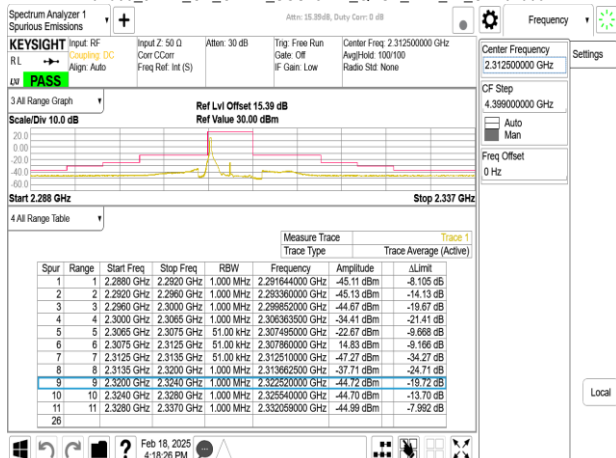 Spectrum Analyzer 1
Spurious Emissions
Attn: 15.39dB, Duty Corr: 0 dB
Frequency
KEYSIGHT
RL
LXI
PASS
Input: RF
Coupling: DC
Align: Auto
Input Z: 50 Ω
Corr CCorr
Freq Ref: Int (S)
Atten: 30 dB
Trig: Free Run
Gate: Off
IF Gain: Low
Center Freq: 2.312500000 GHz
Avg|Hold: 100/100
Radio Std: None
Center Frequency
2.312500000 GHz
Settings
CF Step
4.399000000 GHz
Auto
Man
Freq Offset
0 Hz
Local
3 All Range Graph
Scale/Div 10.0 dB
Ref Lvl Offset 15.39 dB
Ref Value 30.00 dBm
20.0
0.00
-20.0
-40.0
-60.0
Start 2.288 GHz
Stop 2.337 GHz
4 All Range Table
Measure Trace Trace 1
Trace Type Trace Average (Active)
Spur Range Start Freq Stop Freq RBW Frequency Amplitude ΔLimit
1 1 2.2880 GHz 2.2920 GHz 1.000 MHz 2.291644000 GHz -45.11 dBm -8.105 dB
2 2 2.2920 GHz 2.2960 GHz 1.000 MHz 2.293360000 GHz -45.13 dBm -14.13 dB
3 3 2.2960 GHz 2.3000 GHz 1.000 MHz 2.299852000 GHz -44.67 dBm -19.67 dB
4 4 2.3000 GHz 2.3065 GHz 1.000 MHz 2.306363500 GHz -34.41 dBm -21.41 dB
5 5 2.3065 GHz 2.3075 GHz 51.00 kHz 2.307495000 GHz -22.67 dBm -9.668 dB
6 6 2.3075 GHz 2.3125 GHz 51.00 kHz 2.307860000 GHz 14.83 dBm -9.166 dB
7 7 2.3125 GHz 2.3135 GHz 51.00 kHz 2.312510000 GHz -47.27 dBm -34.27 dB
8 8 2.3135 GHz 2.3200 GHz 1.000 MHz 2.313662500 GHz -37.71 dBm -24.71 dB
9 9 2.3200 GHz 2.3240 GHz 1.000 MHz 2.322520000 GHz -44.72 dBm -19.72 dB
10 10 2.3240 GHz 2.3280 GHz 1.000 MHz 2.325540000 GHz -44.70 dBm -13.70 dB
11 11 2.3280 GHz 2.3370 GHz 1.000 MHz 2.332059000 GHz -44.99 dBm -7.992 dB
26
?
Feb 18, 2025
4:18:26 PM